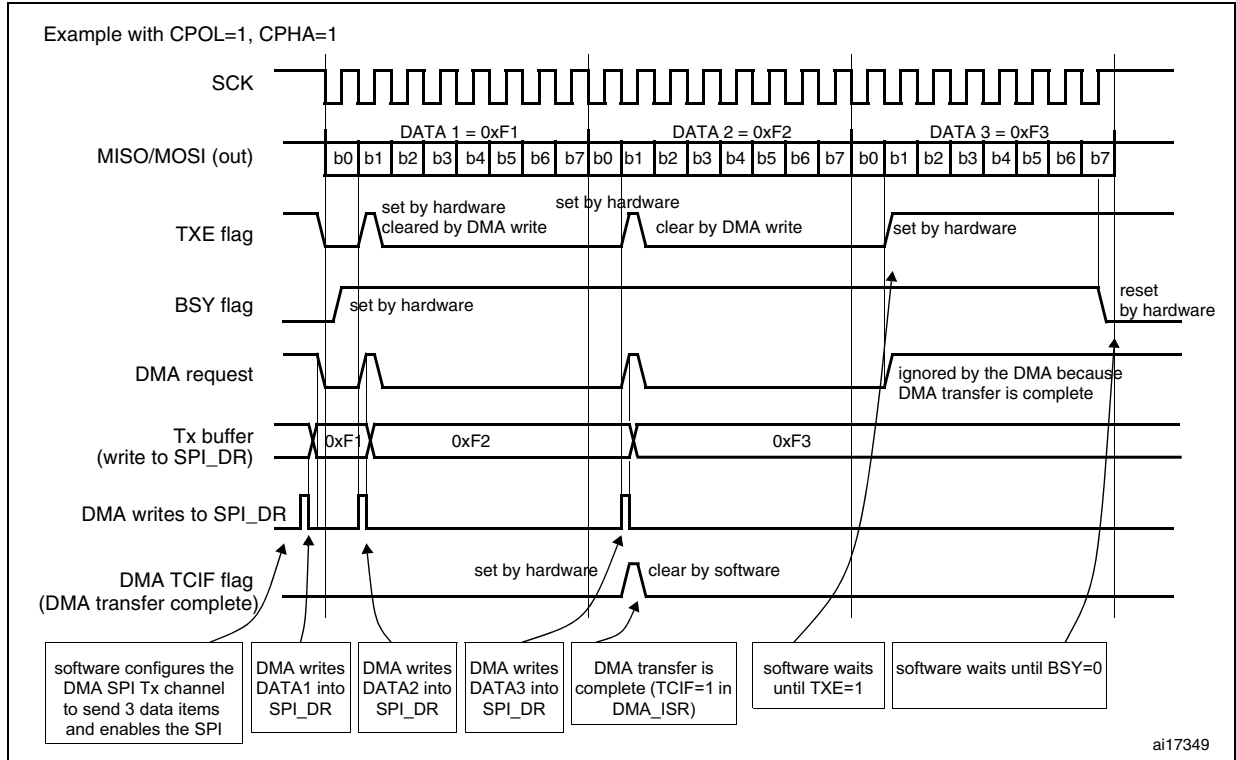 Example with CPOL=1, CPHA=1
SCK
DATA 1 = 0xF1
DATA 2 = 0xF2
DATA 3 = 0xF3
MISO/MOSI (out)
b0 b1 b2 b3 b4 b5 b6 b7 b0 b1 b2 b3 b4 b5 b6 b7 b0 b1 b2 b3 b4 b5 b6 b7
TXE flag
set by hardware
cleared by DMA write
set by hardware
clear by DMA write
set by hardware
BSY flag
set by hardware
reset
by hardware
DMA request
ignored by the DMA because
DMA transfer is complete
Tx buffer
(write to SPI_DR)
0xF1
0xF2
0xF3
DMA writes to SPI_DR
DMA TCIF flag
(DMA transfer complete)
set by hardware
clear by software
software configures the
DMA SPI Tx channel
to send 3 data items
and enables the SPI
DMA writes
DATA1 into
SPI_DR
DMA writes
DATA2 into
SPI_DR
DMA writes
DATA3 into
SPI_DR
DMA transfer is
complete (TCIF=1 in
DMA_ISR)
software waits
until TXE=1
software waits until BSY=0
ai17349